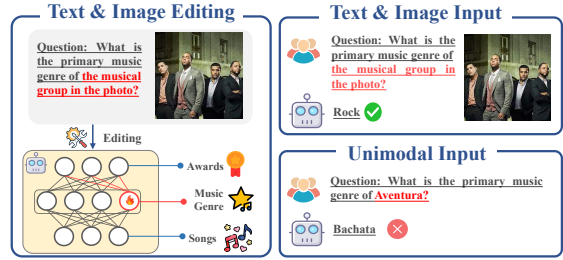 Text & Image Editing
Question: What is
the primary music
genre of the musical
group in the photo?
Editing
Awards
Music
Genre
Songs
Text & Image Input
Question: What is the
primary music genre of
the musical group in
the photo?
Rock
Unimodal Input
Question: What is the primary music
genre of Aventura?
Bachata